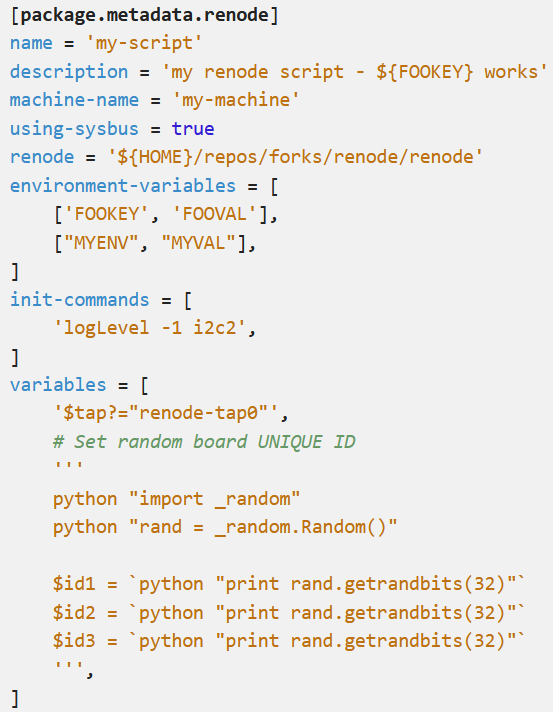 [package.metadata.renode]
name = 'my-script'
description = 'my renode script - ${FOOKEY} works'
machine-name = 'my-machine'
using-sysbus = true
renode = '${HOME}/repos/forks/renode/renode'
environment-variables = [
    ['FOOKEY', 'FOOVAL'],
    ["MYENV", "MYVAL"],
]
init-commands = [
    'logLevel -1 i2c2',
]
variables = [
    '$tap?="renode-tap0"',
    # Set random board UNIQUE ID
    '''
    python "import _random"
    python "rand = _random.Random()"

    $id1 = `python "print rand.getrandbits(32)"`
    $id2 = `python "print rand.getrandbits(32)"`
    $id3 = `python "print rand.getrandbits(32)"`
    ''',
]